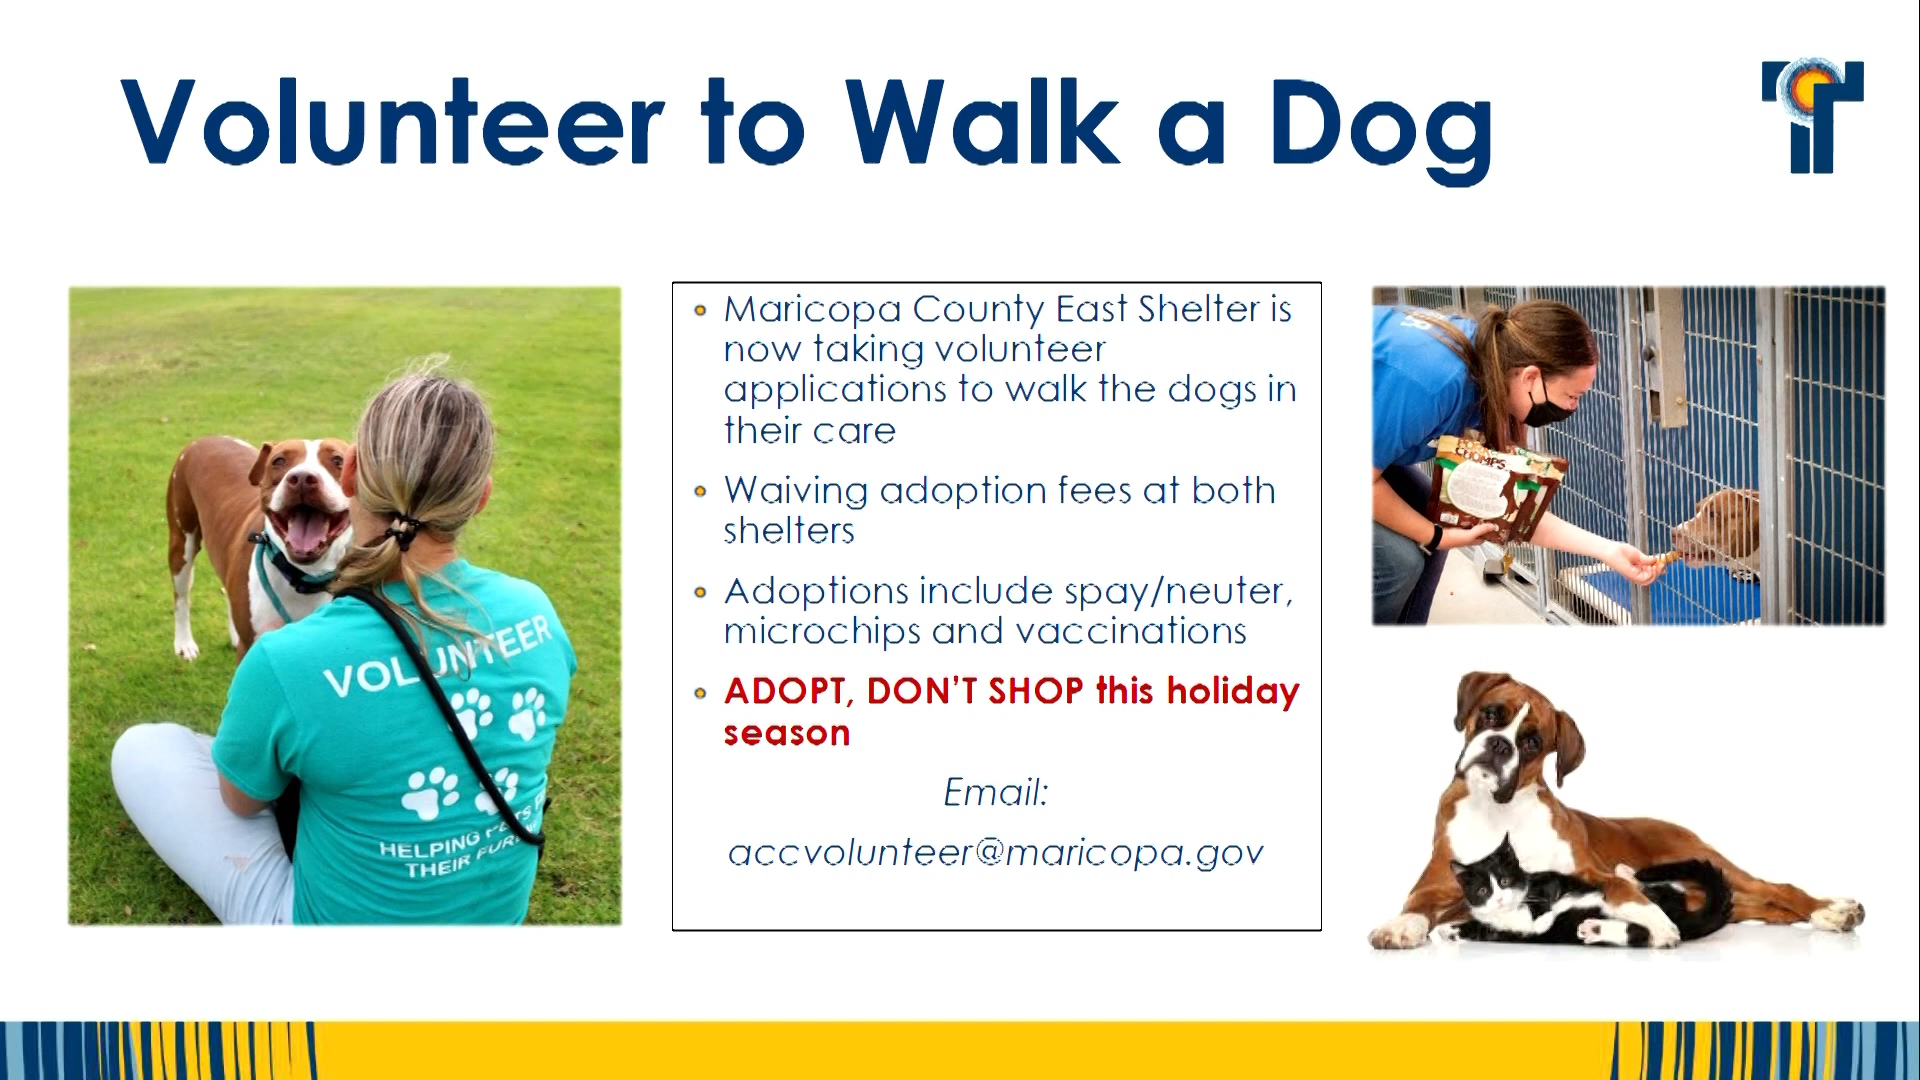 Volunteer to Walk a Dog
• Maricopa County East Shelter is
now taking volunteer
applications to walk the dogs in
their care
• Waiving adoption fees at both
shelters
• Adoptions include spay/neuter,
microchips and vaccinations
• ADOPT, DON'T SHOP this holiday
season
Email:
accvolunteer@maricopa.gov
VOLUNTEER
HELPING
THEIR
CHOMPS